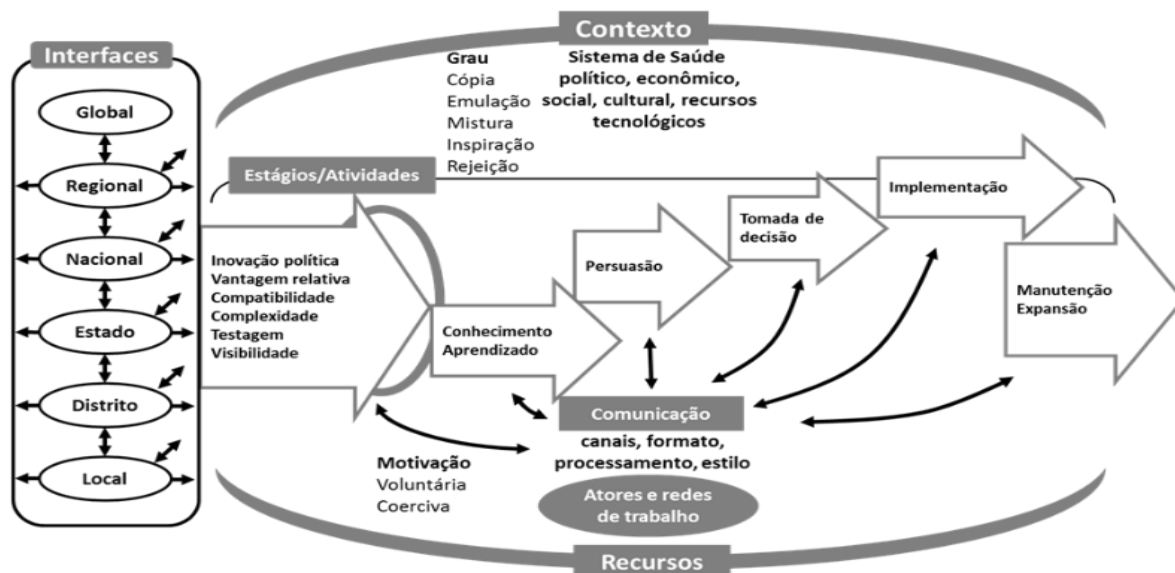 Interfaces
Global
Regional
Nacional
Estado
Distrito
Local
Contexto
Sistema de Saúde
político, econômico,
social, cultural, recursos
tecnológicos
Grau
Cópia
Emulação
Mistura
Inspiração
Rejeição
Estágios/Atividades
Inovação política
Vantagem relativa
Compatibilidade
Complexidade
Testagem
Visibilidade
Conhecimento
Aprendizado
Persuasão
Tomada de
decisão
Implementação
Manutenção
Expansão
Comunicação
canais, formato,
processamento, estilo
Motivação
Voluntária
Coerciva
Atores e redes
de trabalho
Recursos